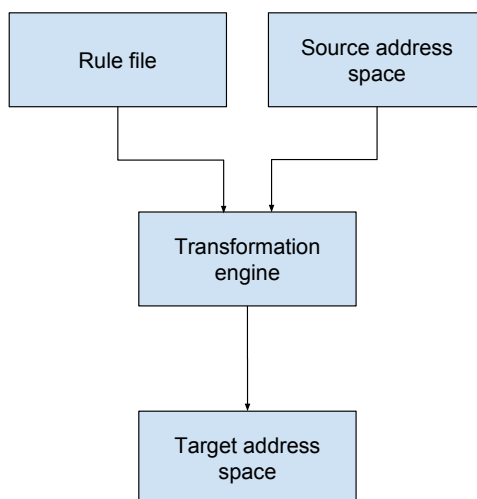 Rule file
Source address
space
Transformation
engine
Target address
space